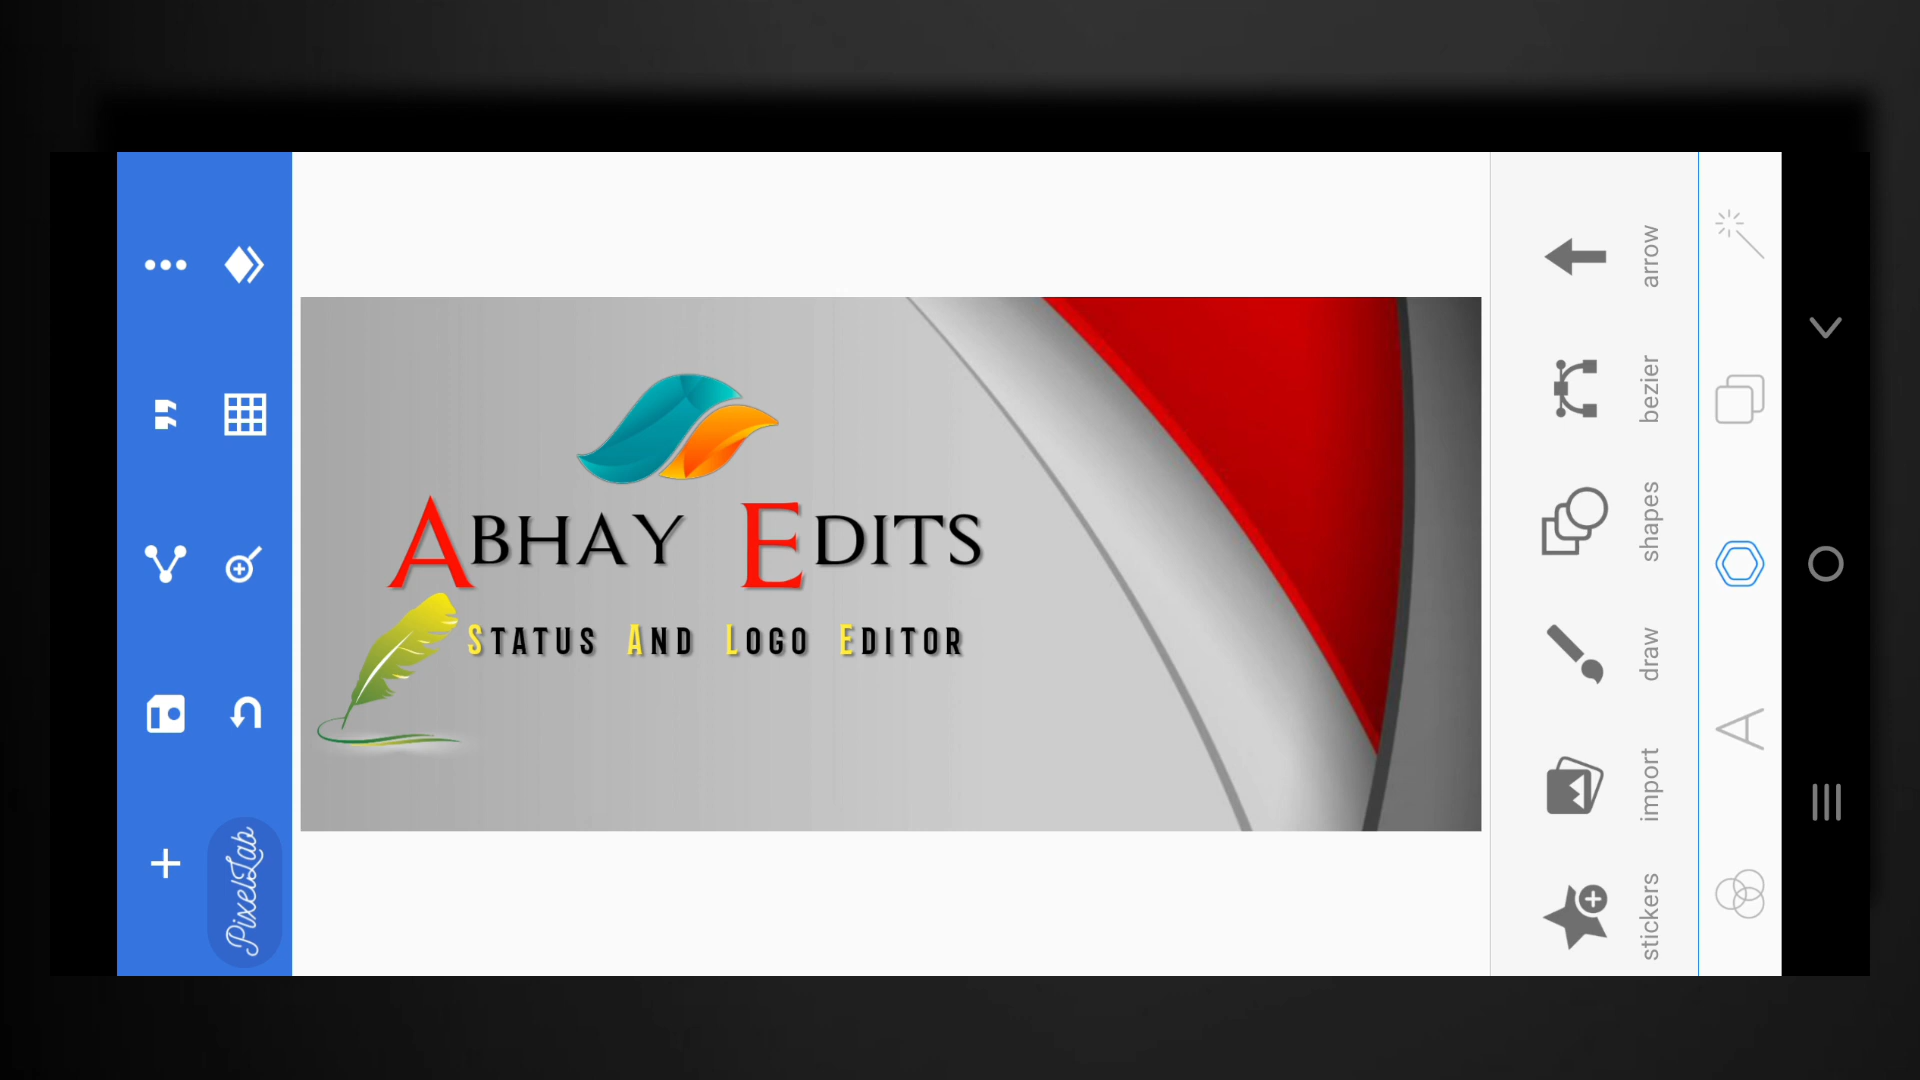 PixelLab
Abhay Edits
Status And Logo Editor
arrow
bezier
shapes
draw
import
stickers